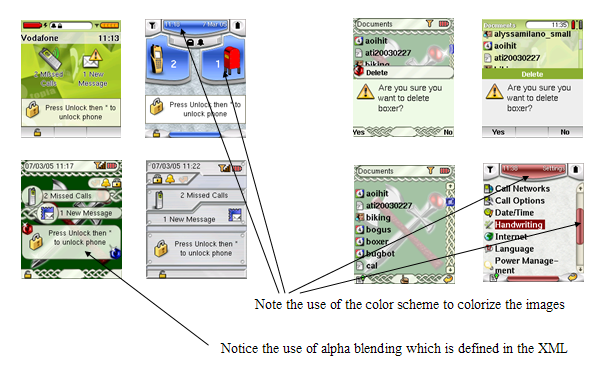 Vodafone 11:13
2 Missed Calls
1 New Message
Press Unlock then * to unlock phone
11:18 7 Mar 05
2 1
Press Unlock then * to unlock phone
Documents
aoihit
ati20030227
biking
Delete
Are you sure you want to delete boxer?
Yes No
Documents 11:35
alyssamilano_small
aoihit
ati20030227
Delete
Are you sure you want to delete boxer?
Yes No
07/03/05 11:17
2 Missed Calls
1 New Message
Press Unlock then * to unlock phone
07/03/05 11:22
2 Missed Calls
1 New Message
Press Unlock then * to unlock phone
Documents
aoihit
ati20030227
biking
bogus
boxer
bugbot
cal
Setting
Call Networks
Call Options
Date/Time
Handwriting
Internet
Language
Power Manage-
ment
Note the use of the color scheme to colorize the images
Notice the use of alpha blending which is defined in the XML